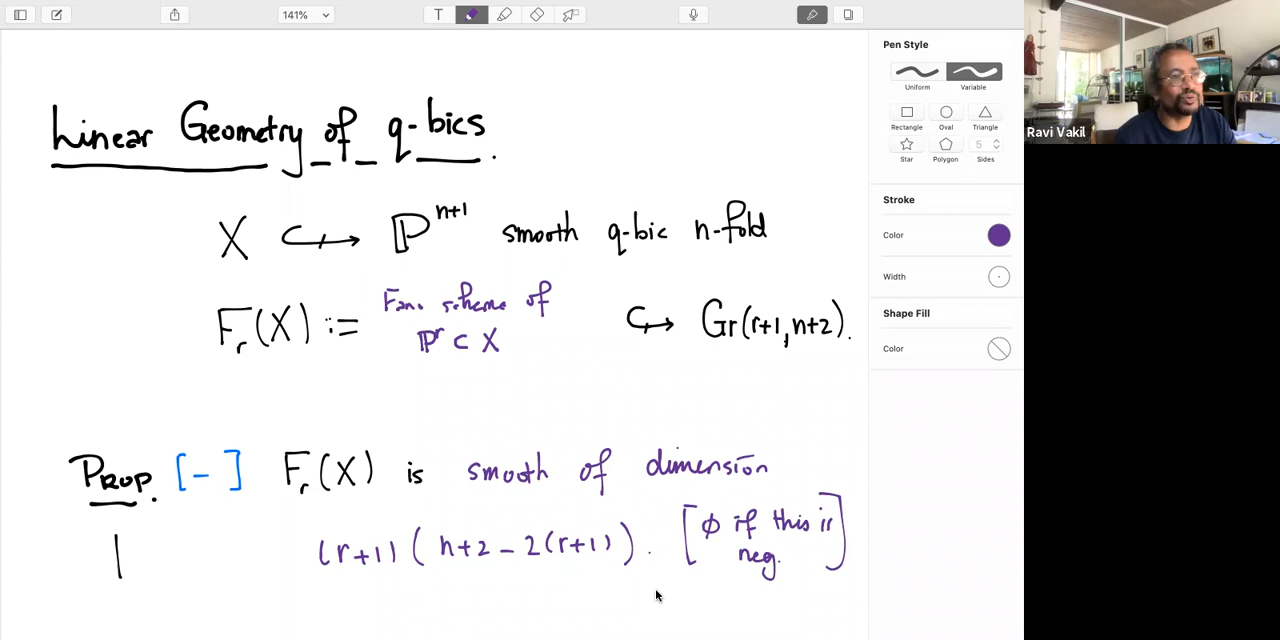 141%
T
Linear Geometry of q-bics.
X ↪ ℙ^{n+1} smooth q-bic n-fold
F_r(X) := Fano scheme of ℙ^r ⊂ X ↪ Gr(r+1, n+2).
Prop. [-] F_r(X) is smooth of dimension
(r+1)(n+2-2(r+1)). [∅ if this is neg.]
Pen Style
Uniform Variable
Rectangle Oval Triangle
Star Polygon 5 Sides
Stroke
Color
Width
Shape Fill
Color
Ravi Vakil